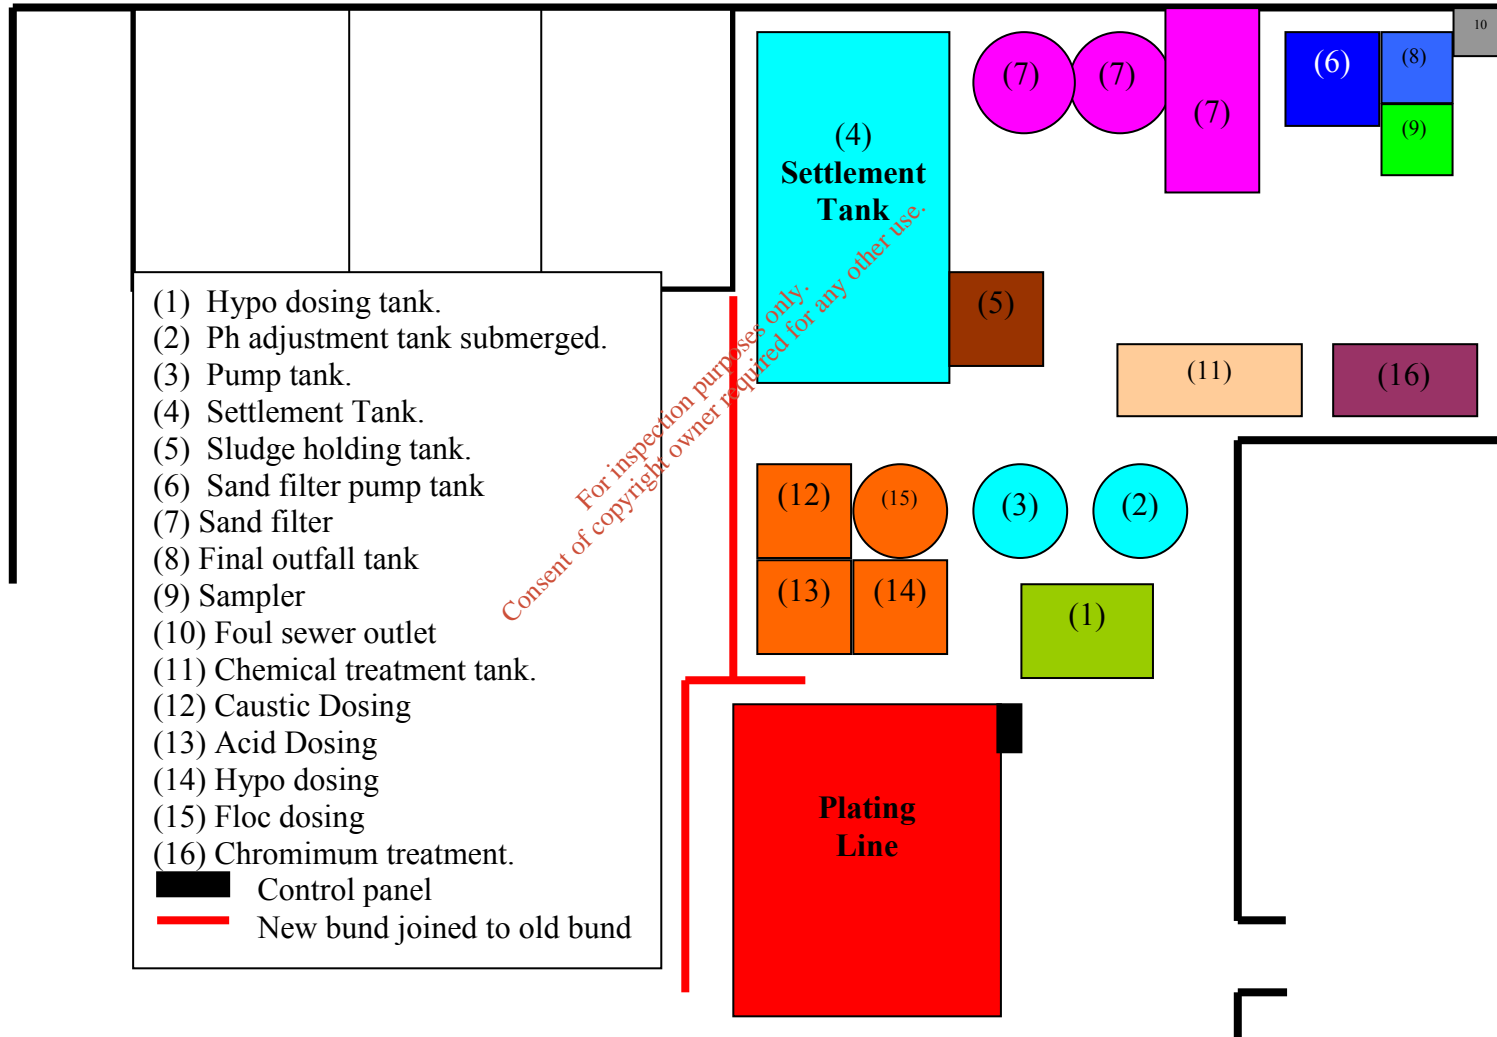 (7)
(7)
(7)
(6)
(8)
10
(9)
(4)
Settlement
Tank
(5)
(11)
(16)
(1) Hypo dosing tank.
(2) Ph adjustment tank submerged.
(3) Pump tank.
(4) Settlement Tank.
(5) Sludge holding tank.
(6) Sand filter pump tank
(7) Sand filter
(8) Final outfall tank
(9) Sampler
(10) Foul sewer outlet
(11) Chemical treatment tank.
(12) Caustic Dosing
(13) Acid Dosing
(14) Hypo dosing
(15) Floc dosing
(16) Chromimum treatment.
Control panel
New bund joined to old bund
For inspection purposes only.
Consent of copyright owner required for any other use.
(12)
(15)
(3)
(2)
(13)
(14)
(1)
Plating
Line